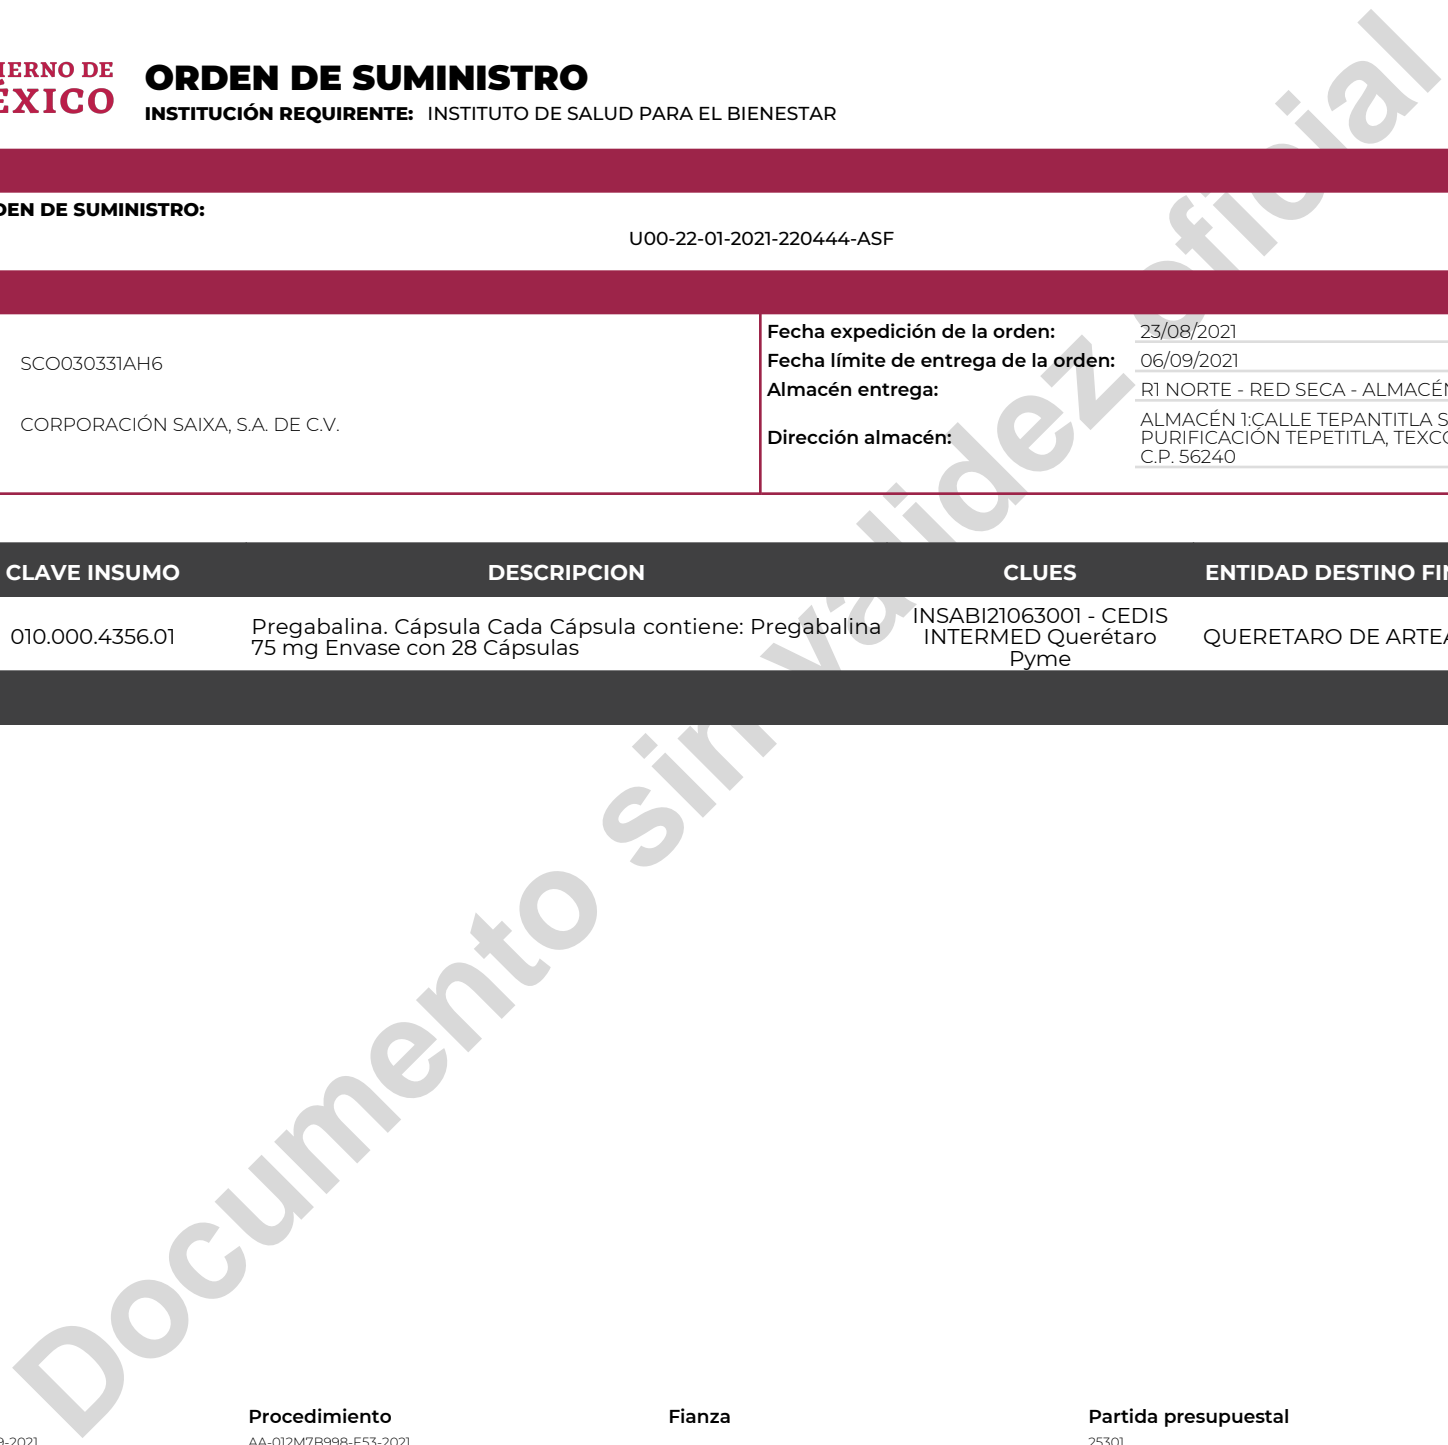 IERNO DE
ÉXICO
ORDEN DE SUMINISTRO
INSTITUCIÓN REQUIRENTE: INSTITUTO DE SALUD PARA EL BIENESTAR
DEN DE SUMINISTRO:
U00-22-01-2021-220444-ASF
SCO030331AH6
CORPORACIÓN SAIXA, S.A. DE C.V.
Fecha expedición de la orden: 23/08/2021
Fecha límite de entrega de la orden: 06/09/2021
Almacén entrega: R1 NORTE - RED SECA - ALMACÉN
Dirección almacén: ALMACÉN 1:CALLE TEPANTITLA S
PURIFICACIÓN TEPETITLA, TEXCO
C.P. 56240
CLAVE INSUMO DESCRIPCION CLUES ENTIDAD DESTINO FIN
010.000.4356.01
Pregabalina. Cápsula Cada Cápsula contiene: Pregabalina
75 mg Envase con 28 Cápsulas
INSABI21063001 - CEDIS
INTERMED Querétaro
Pyme
QUERETARO DE ARTEA
Documento sin validez oficial
Procedimiento Fianza Partida presupuestal
9-2021 AA-012M7B998-E53-2021 25301